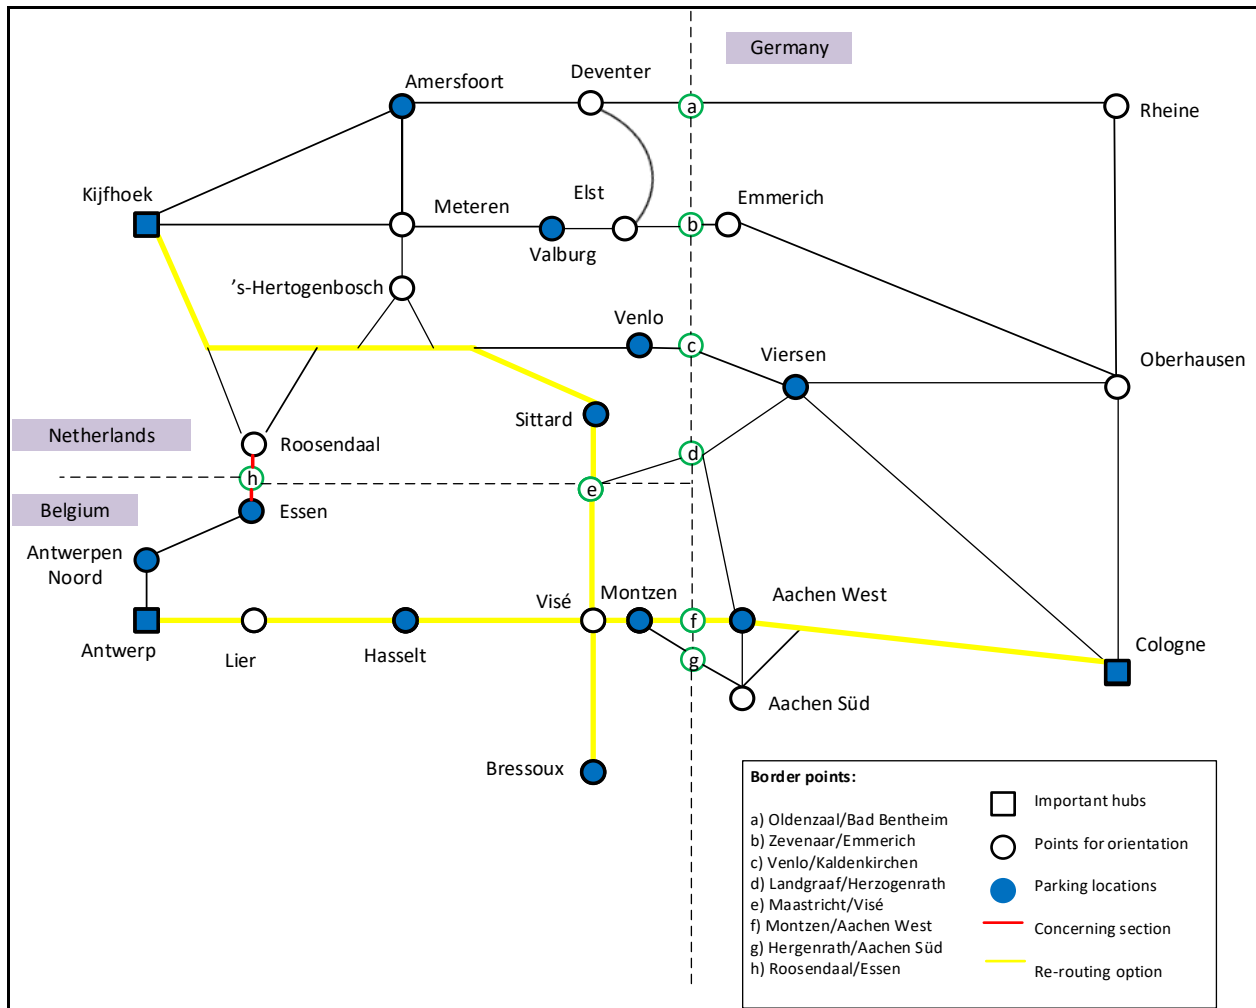 Germany
Deventer
Amersfoort
a
Rheine
Kijfhoek
Elst
Emmerich
Meteren
b
Valburg
's-Hertogenbosch
Venlo
c
Viersen
Oberhausen
Sittard
Netherlands
Roosendaal
d
h
e
Belgium
Essen
Antwerpen
Noord
Visé
Montzen
Aachen West
f
Antwerp
Lier
Hasselt
Cologne
g
Aachen Süd
Bressoux
Border points:
a) Oldenzaal/Bad Bentheim
b) Zevenaar/Emmerich
c) Venlo/Kaldenkirchen
d) Landgraaf/Herzogenrath
e) Maastricht/Visé
f) Montzen/Aachen West
g) Hergenrath/Aachen Süd
h) Roosendaal/Essen
Important hubs
Points for orientation
Parking locations
Concerning section
Re-routing option